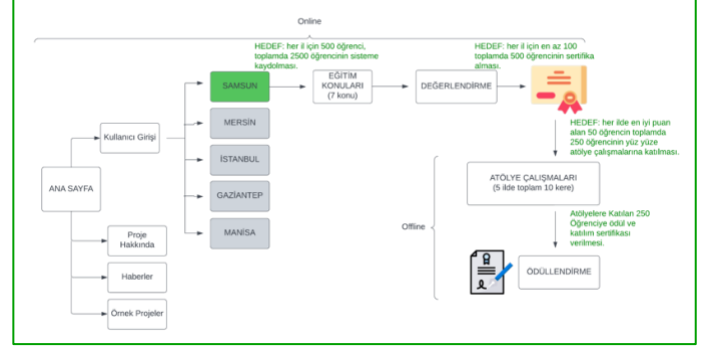 Online
HEDEF: her il için 500 öğrenci,
toplamda 2500 öğrencinin sisteme
kaydolması.
HEDEF: her il için en az 100
toplamda 500 öğrencinin sertifika
alması.
SAMSUN
EĞİTİM
KONULARI
(7 konu)
DEĞERLENDİRME
MERSİN
Kullanıcı Girişi
HEDEF: her ilde en iyi puan
alan 50 öğrencin toplamda
250 öğrencinin yüz yüze
atölye çalışmalarına katılması.
İSTANBUL
ANA SAYFA
GAZİANTEP
ATÖLYE ÇALIŞMALARI
(5 ilde toplam 10 kere)
MANİSA
Offline
Atölyelere Katılan 250
Öğrenciye ödül ve
katılım sertifikası
verilmesi.
Proje
Hakkında
Haberler
ÖDÜLLENDİRME
Örnek Projeler